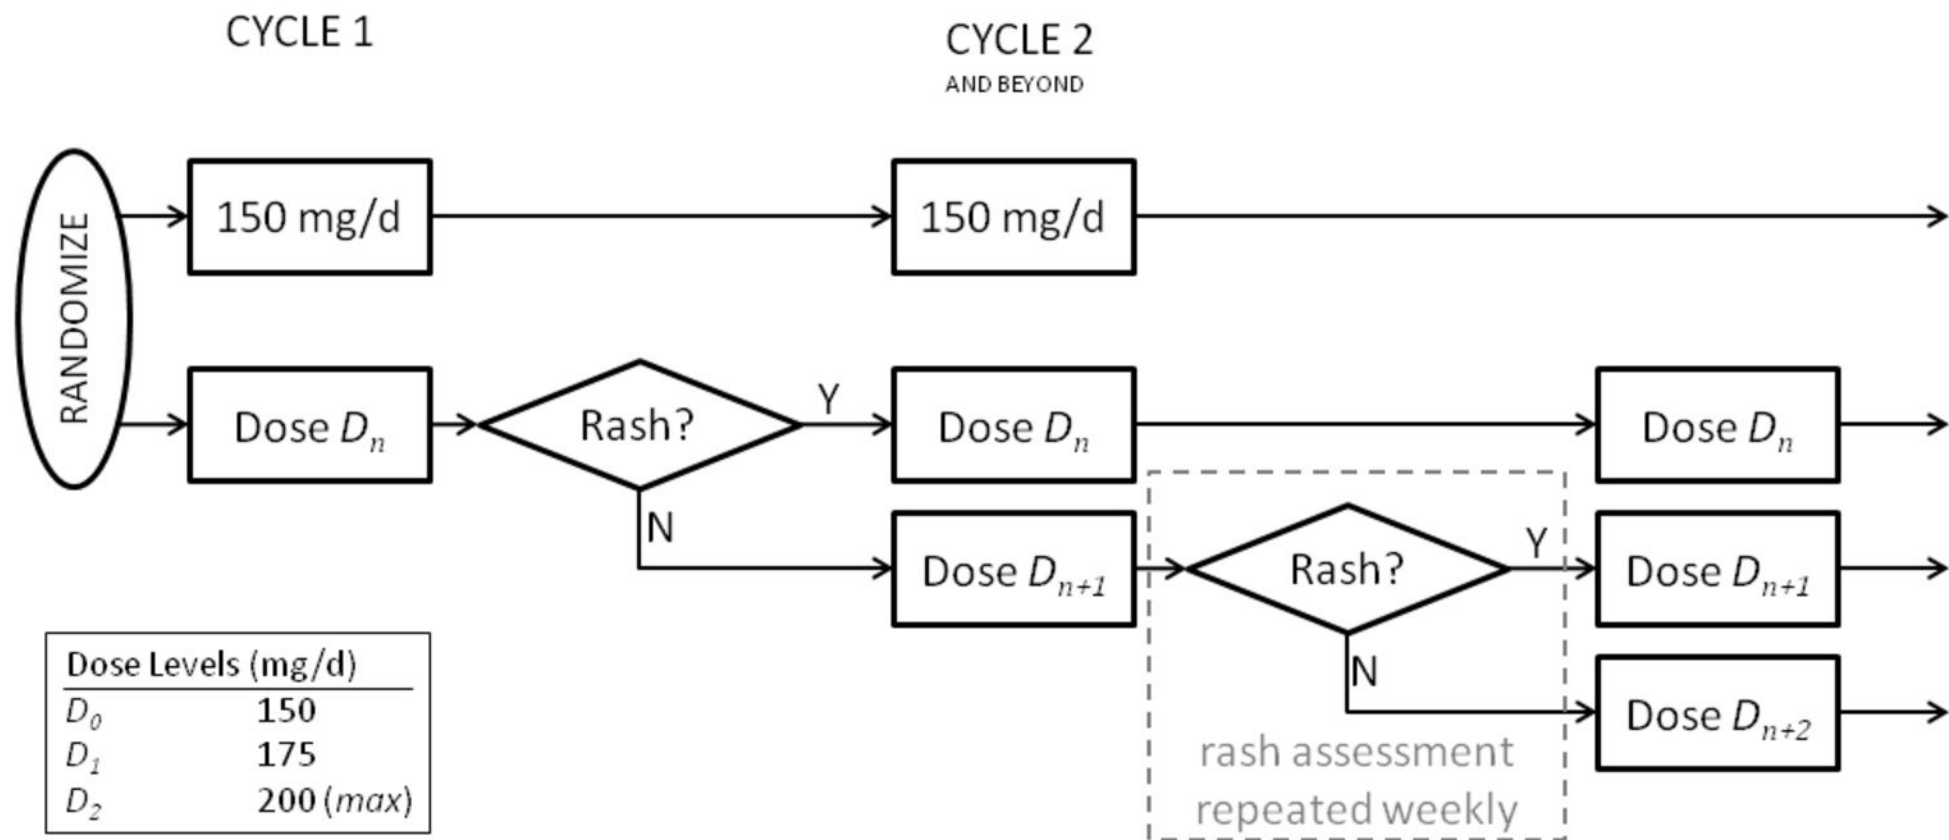 CYCLE 1
CYCLE 2
AND BEYOND
RANDOMIZE
150 mg/d
150 mg/d
Dose Dn
Rash?
Y
N
Dose Dn
Dose Dn+1
Rash?
Y
N
Dose Dn
Dose Dn+1
Dose Dn+2
rash assessment
repeated weekly
Dose Levels (mg/d)
D0 150
D1 175
D2 200 (max)